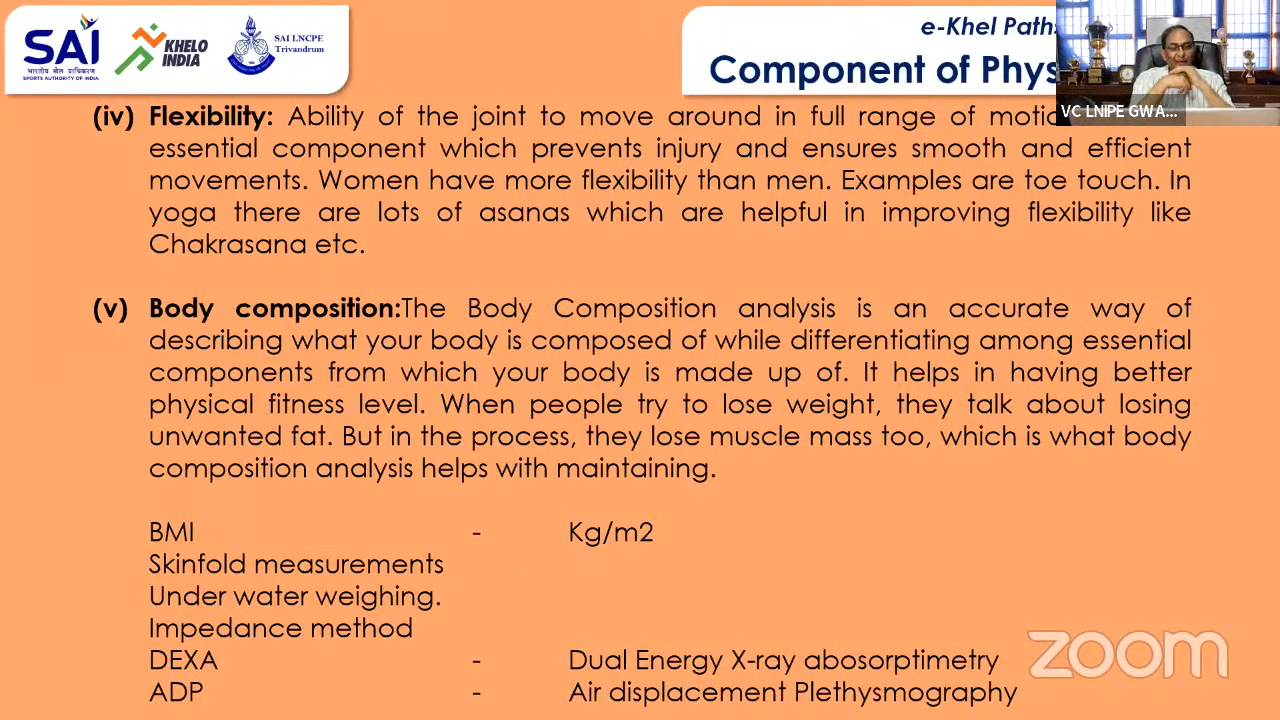 SAI
भारतीय खेल प्राधिकरण
SPORTS AUTHORITY OF INDIA
KHELO
INDIA
SAI LNCPE
Trivandrum
e-Khel Paths
Component of Phys
VC LNIPE GWA...
(iv) Flexibility: Ability of the joint to move around in full range of motic
essential component which prevents injury and ensures smooth and efficient
movements. Women have more flexibility than men. Examples are toe touch. In
yoga there are lots of asanas which are helpful in improving flexibility like
Chakrasana etc.
(v) Body composition:The Body Composition analysis is an accurate way of
describing what your body is composed of while differentiating among essential
components from which your body is made up of. It helps in having better
physical fitness level. When people try to lose weight, they talk about losing
unwanted fat. But in the process, they lose muscle mass too, which is what body
composition analysis helps with maintaining.
BMI - Kg/m2
Skinfold measurements
Under water weighing.
Impedance method
DEXA - Dual Energy X-ray abosorptimetry
ADP - Air displacement Plethysmography
zoom